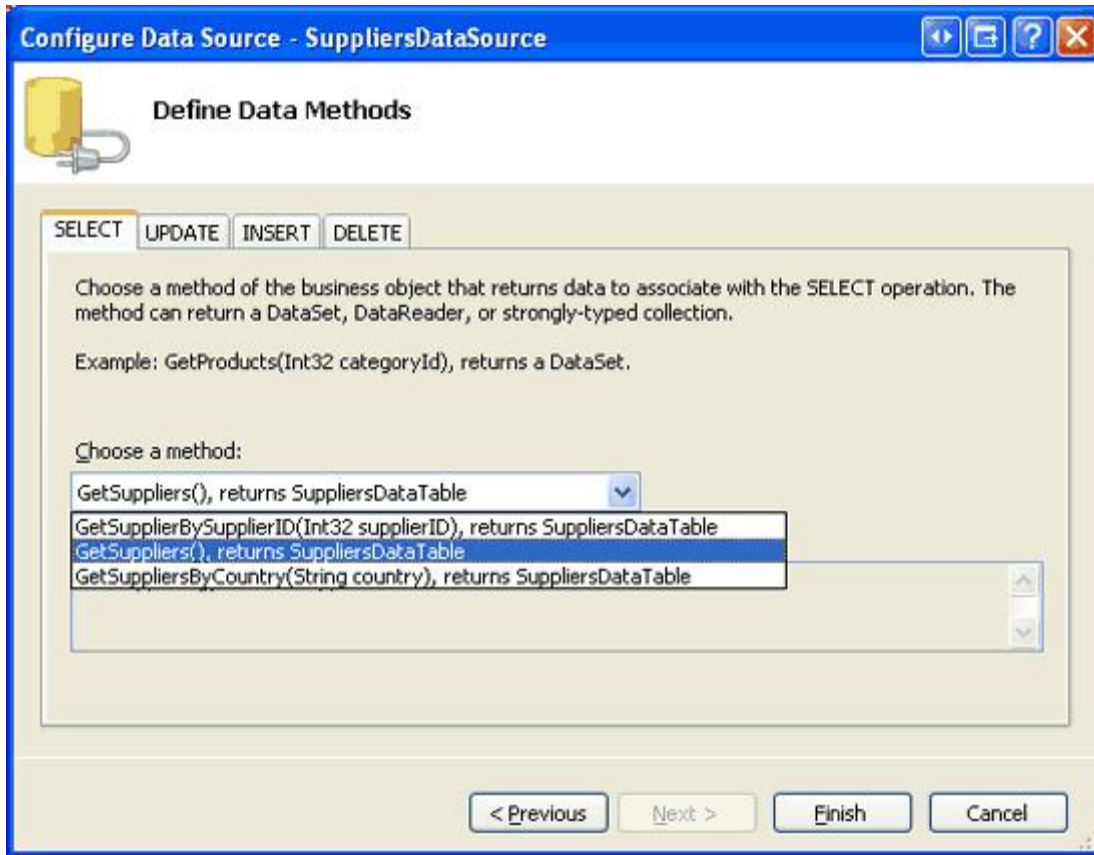 Configure Data Source - SuppliersDataSource
Define Data Methods
SELECT UPDATE INSERT DELETE
Choose a method of the business object that returns data to associate with the SELECT operation. The
method can return a DataSet, DataReader, or strongly-typed collection.
Example: GetProducts(Int32 categoryId), returns a DataSet.
Choose a method:
GetSuppliers(), returns SuppliersDataTable
GetSupplierBySupplierID(Int32 supplierID), returns SuppliersDataTable
GetSuppliers(), returns SuppliersDataTable
GetSuppliersByCountry(String country), returns SuppliersDataTable
< Previous Next > Finish Cancel